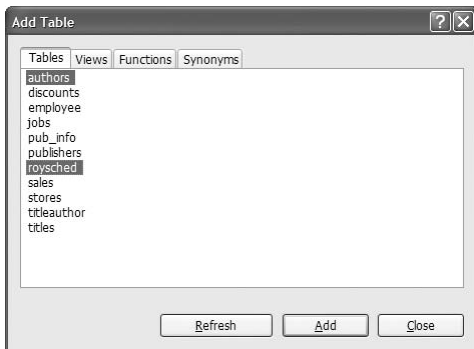 Add Table
Tables Views Functions Synonyms
authors
discounts
employee
jobs
pub_info
publishers
roysched
sales
stores
titleauthor
titles
Refresh Add Close